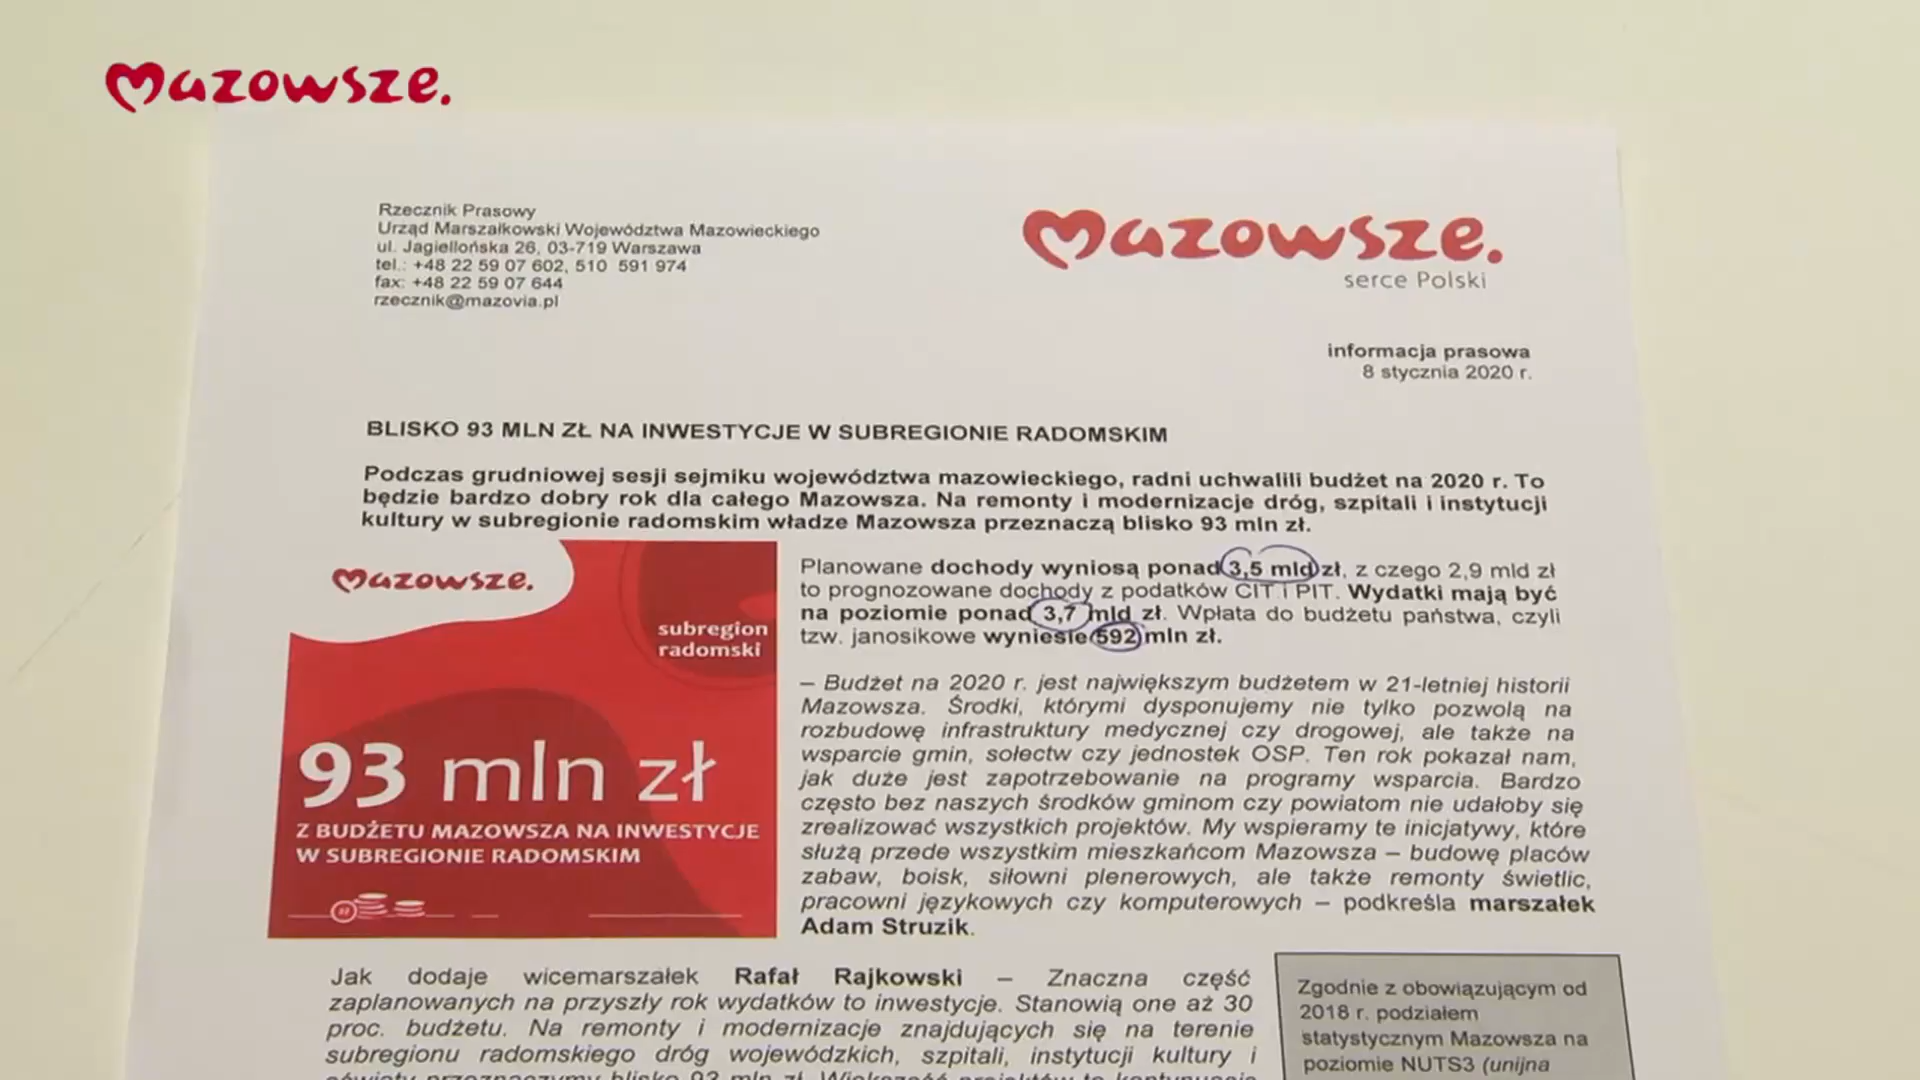 Mazowsze.
Rzecznik Prasowy
Urząd Marszałkowski Województwa Mazowieckiego
ul. Jagiellońska 26, 03-719 Warszawa
tel.: +48 22 59 07 602, 510 591 974
fax: +48 22 59 07 644
rzecznik@mazovia.pl
Mazowsze.
serce Polski
informacja prasowa
8 stycznia 2020 r.
BLISKO 93 MLN ZŁ NA INWESTYCJE W SUBREGIONIE RADOMSKIM
Podczas grudniowej sesji sejmiku województwa mazowieckiego, radni uchwalili budżet na 2020 r. To
będzie bardzo dobry rok dla całego Mazowsza. Na remonty i modernizacje dróg, szpitali i instytucji
kultury w subregionie radomskim władze Mazowsza przeznaczą blisko 93 mln zł.
Mazowsze.
subregion
radomski
93 mln zł
Z BUDŻETU MAZOWSZA NA INWESTYCJE
W SUBREGIONIE RADOMSKIM
Planowane dochody wyniosą ponad 3,5 mld zł, z czego 2,9 mld zł
to prognozowane dochody z podatków CIT i PIT. Wydatki mają być
na poziomie ponad 3,7 mld zł. Wpłata do budżetu państwa, czyli
tzw. janosikowe wyniesie 592 mln zł.
– Budżet na 2020 r. jest największym budżetem w 21-letniej historii
Mazowsza. Środki, którymi dysponujemy nie tylko pozwolą na
rozbudowę infrastruktury medycznej czy drogowej, ale także na
wsparcie gmin, sołectw czy jednostek OSP. Ten rok pokazał nam,
jak duże jest zapotrzebowanie na programy wsparcia. Bardzo
często bez naszych środków gminom czy powiatom nie udałoby się
zrealizować wszystkich projektów. My wspieramy te inicjatywy, które
służą przede wszystkim mieszkańcom Mazowsza – budowę placów
zabaw, boisk, siłowni plenerowych, ale także remonty świetlic,
pracowni językowych czy komputerowych – podkreśla marszałek
Adam Struzik.
Jak dodaje wicemarszałek Rafał Rajkowski – Znaczna część
zaplanowanych na przyszły rok wydatków to inwestycje. Stanowią one aż 30
proc. budżetu. Na remonty i modernizacje znajdujących się na terenie
subregionu radomskiego dróg wojewódzkich, szpitali, instytucji kultury i
oświaty przeznaczymy blisko 93 mln zł. Większość projektów to kontynuacje
Zgodnie z obowiązującym od
2018 r. podziałem
statystycznym Mazowsza na
poziomie NUTS3 (unijna